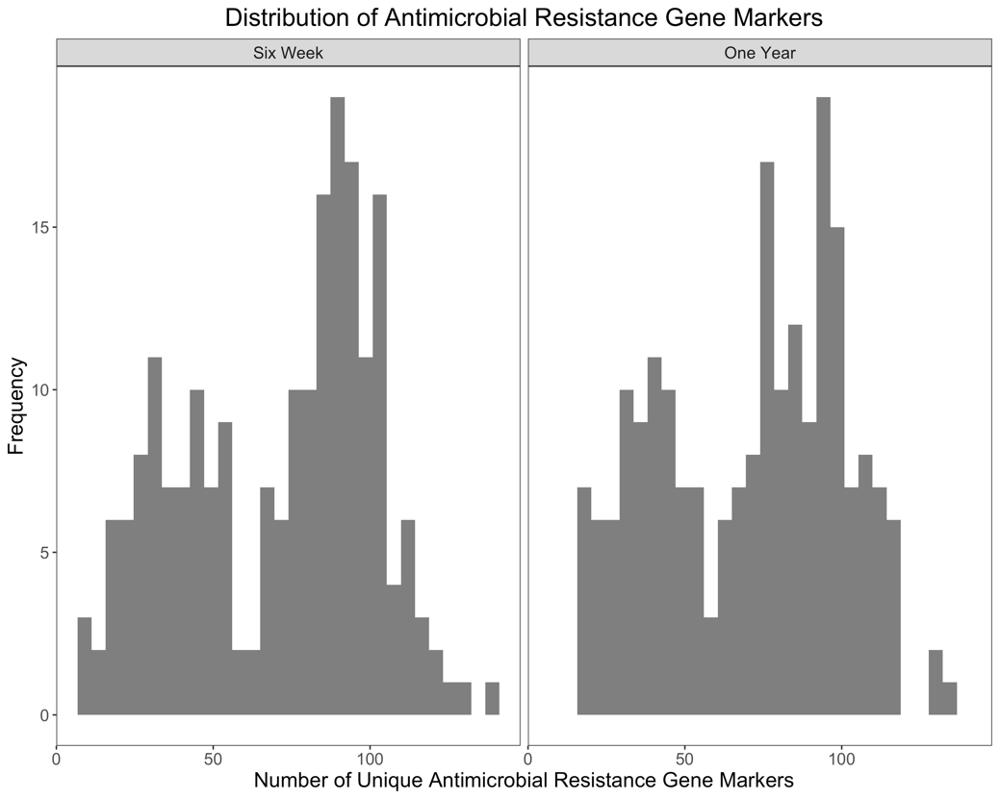 Distribution of Antimicrobial Resistance Gene Markers
Six Week
One Year
Frequency
15
10
5
0
0 50 100
0 50 100
Number of Unique Antimicrobial Resistance Gene Markers